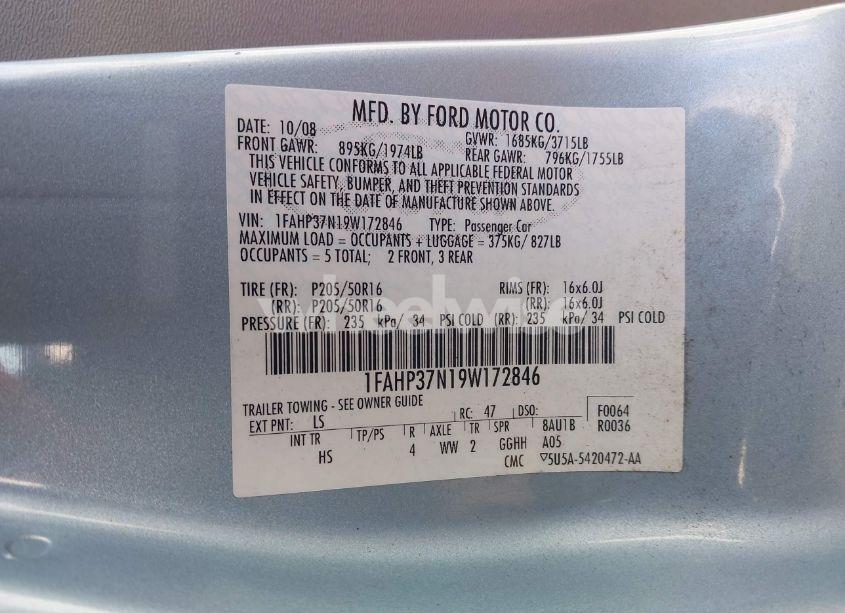 MFD. BY FORD MOTOR CO.
DATE: 10/08 GVWR: 1685KG/3715LB
FRONT GAWR: 895KG/1974LB REAR GAWR: 796KG/1755LB
THIS VEHICLE CONFORMS TO ALL APPLICABLE FEDERAL MOTOR
VEHICLE SAFETY, BUMPER, AND THEFT PREVENTION STANDARDS
IN EFFECT ON THE DATE OF MANUFACTURE SHOWN ABOVE.
VIN: 1FAHP37N19W172846 TYPE: Passenger Car
MAXIMUM LOAD = OCCUPANTS + LUGGAGE = 375KG/ 827LB
OCCUPANTS = 5 TOTAL; 2 FRONT, 3 REAR
TIRE (FR): P205/50R16 RIMS (FR): 16x6.0J
(RR): P205/50R16 (RR): 16x6.0J
PRESSURE (FR): 235 kPa/ 34 PSI COLD (RR): 235 kPa/ 34 PSI COLD
1FAHP37N19W172846
TRAILER TOWING - SEE OWNER GUIDE
EXT PNT: LS RC: 47 DSO: F0064
INT TR TP/PS R AXLE TR SPR 8AU1B R0036
HS 4 WW 2 GGHH A05
CMC ▽5U5A-5420472-AA